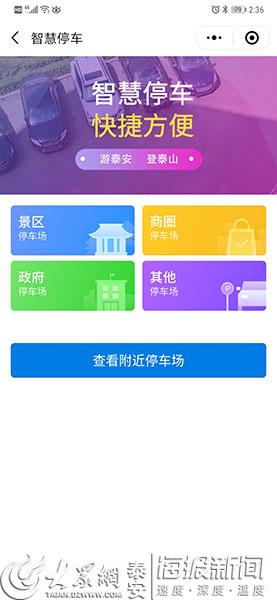 2:36
智慧停车
智慧停车
快捷方便
游泰安 登泰山
景区
停车场
商圈
停车场
政府
停车场
其他
停车场
P
查看附近停车场
大众网
TAIAN.DZWWW.COM
泰安
海报新闻
速度·深度·温度